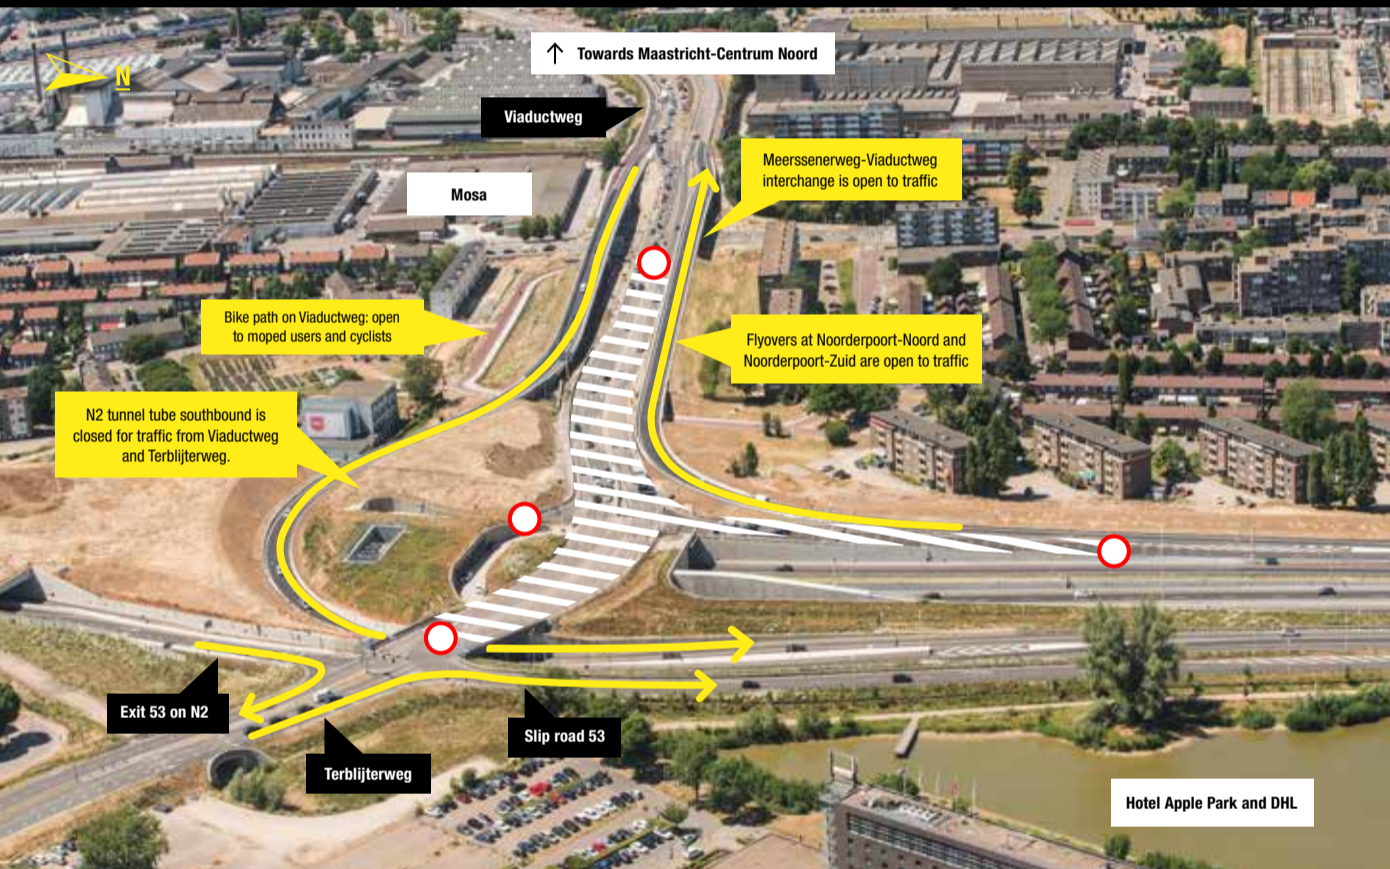 ↑ Towards Maastricht-Centrum Noord
N
Viaductweg
Meerssenerweg-Viaductweg
interchange is open to traffic
Mosa
Bike path on Viaductweg: open
to moped users and cyclists
Flyovers at Noorderpoort-Noord and
Noorderpoort-Zuid are open to traffic
N2 tunnel tube southbound is
closed for traffic from Viaductweg
and Terblijterweg.
Exit 53 on N2
Slip road 53
Terblijterweg
Hotel Apple Park and DHL